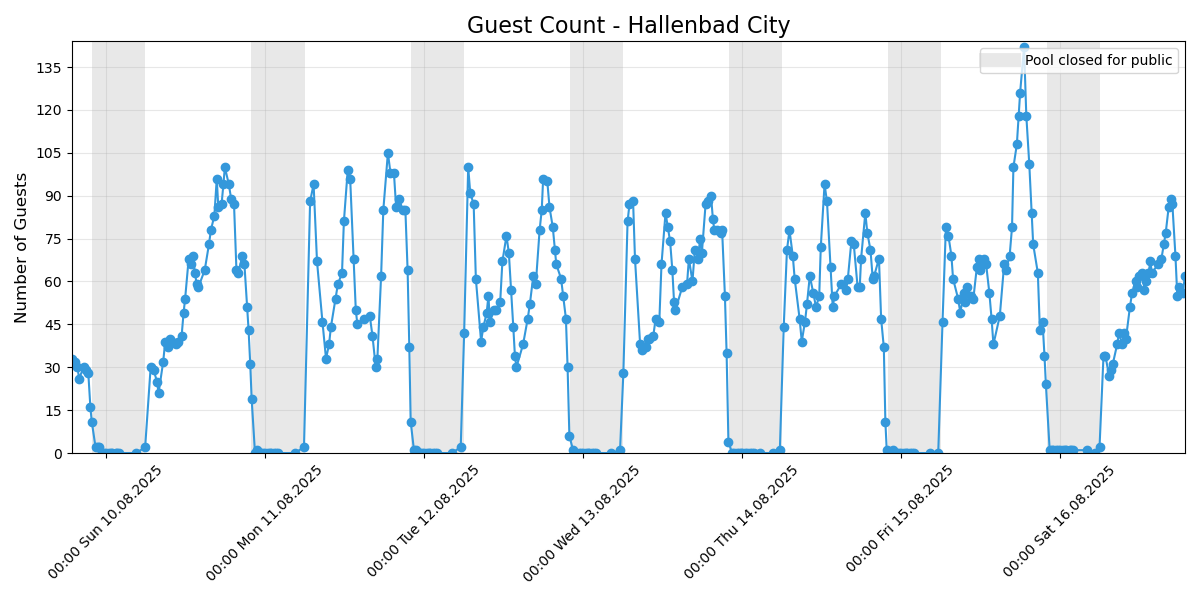 Guest Count - Hallenbad City
Number of Guests
135
120
105
90
75
60
45
30
15
0
Pool closed for public
00:00 Sun 10.08.2025
00:00 Mon 11.08.2025
00:00 Tue 12.08.2025
00:00 Wed 13.08.2025
00:00 Thu 14.08.2025
00:00 Fri 15.08.2025
00:00 Sat 16.08.2025